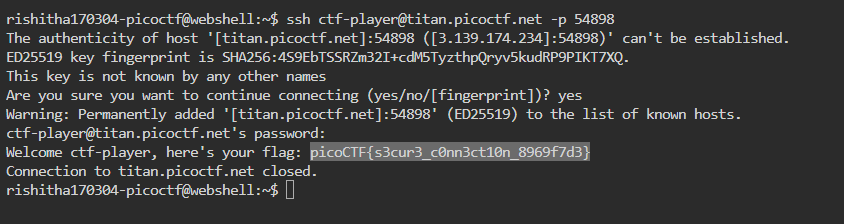 rishitha170304-picoctf@webshell:~$ ssh ctf-player@titan.picoctf.net -p 54898
The authenticity of host '[titan.picoctf.net]:54898 ([3.139.174.234]:54898)' can't be established.
ED25519 key fingerprint is SHA256:4S9EbTSSRZm32I+cdM5TyzthpQryv5kudRP9PIKT7XQ.
This key is not known by any other names
Are you sure you want to continue connecting (yes/no/[fingerprint])? yes
Warning: Permanently added '[titan.picoctf.net]:54898' (ED25519) to the list of known hosts.
ctf-player@titan.picoctf.net's password:
Welcome ctf-player, here's your flag: picoCTF{s3cur3_c0nn3ct10n_8969f7d3}
Connection to titan.picoctf.net closed.
rishitha170304-picoctf@webshell:~$